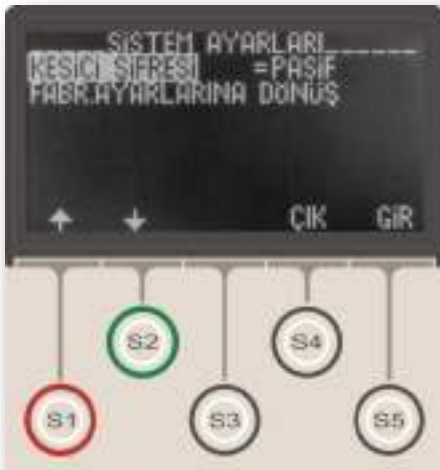 SİSTEM AYARLARI
KESİCİ ŞİFRESİ =PASİF
FABR.AYARLARINA DÖNÜŞ
ÇIK GİR
S2 S4
S1 S3 S5